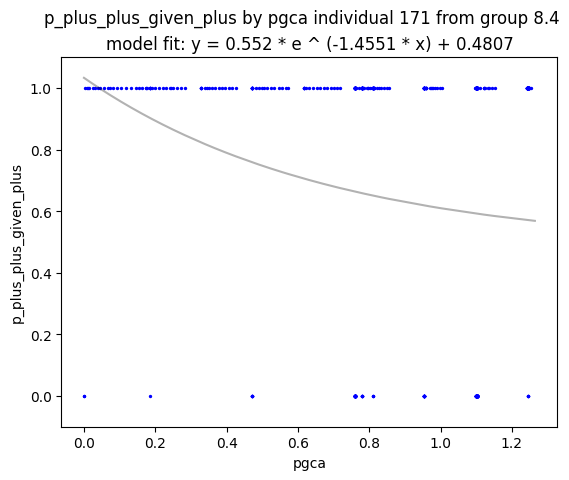 p_plus_plus_given_plus by pgca individual 171 from group 8.4
model fit: y = 0.552 * e ^ (-1.4551 * x) + 0.4807
p_plus_plus_given_plus
1.0
0.8
0.6
0.4
0.2
0.0
0.0 0.2 0.4 0.6 0.8 1.0 1.2
pgca